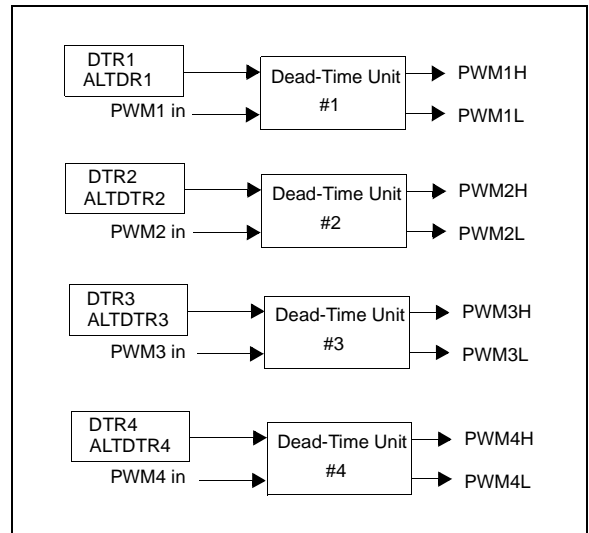 DTR1
ALTDR1
Dead-Time Unit
#1
PWM1 in
PWM1H
PWM1L
DTR2
ALTDTR2
Dead-Time Unit
#2
PWM2 in
PWM2H
PWM2L
DTR3
ALTDTR3
Dead-Time Unit
#3
PWM3 in
PWM3H
PWM3L
DTR4
ALTDTR4
Dead-Time Unit
#4
PWM4 in
PWM4H
PWM4L